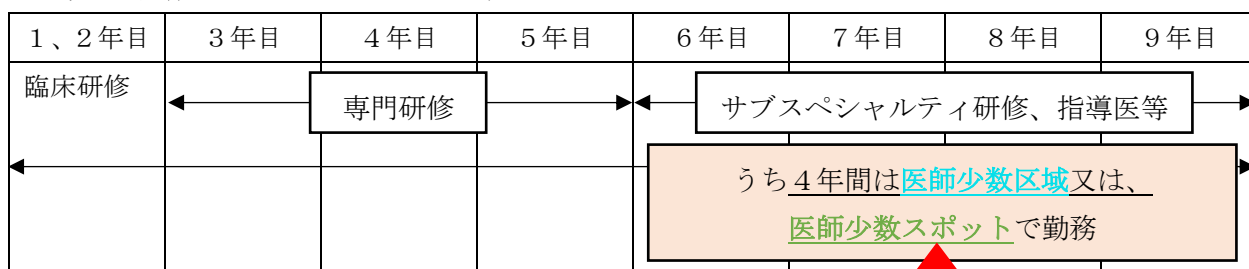 1、2年目 3年目 4年目 5年目 6年目 7年目 8年目 9年目
臨床研修
専門研修
サブスペシャルティ研修、指導医等
うち4年間は医師少数区域又は、
医師少数スポットで勤務